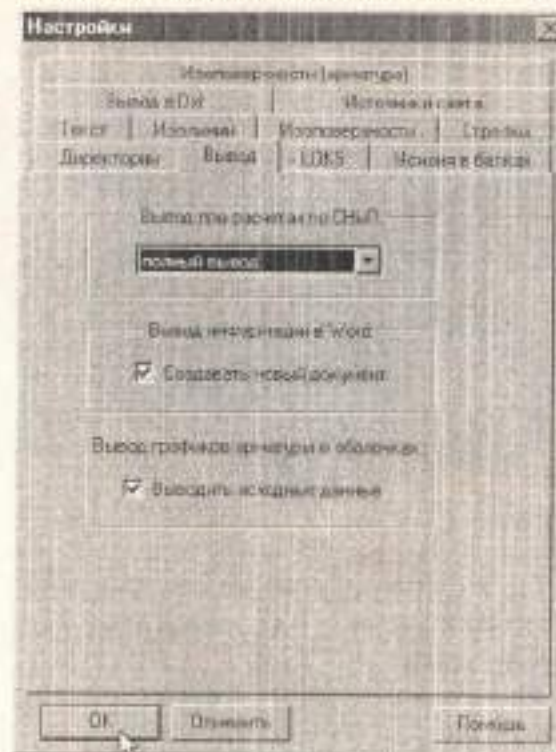 Настройки
Изоповерхности (арматура)
Вывод в DXF Источники света
Текст Изолинии Изоповерхности Стрелки
Директории Вывод LOKS Усилия в балках
Вывод при расчетах по СНиП
полный вывод
Вывод информации в Word
Создавать новый документ
Вывод графиков арматуры в оболочках
Выводить исходные данные
OK Отменить Помощь